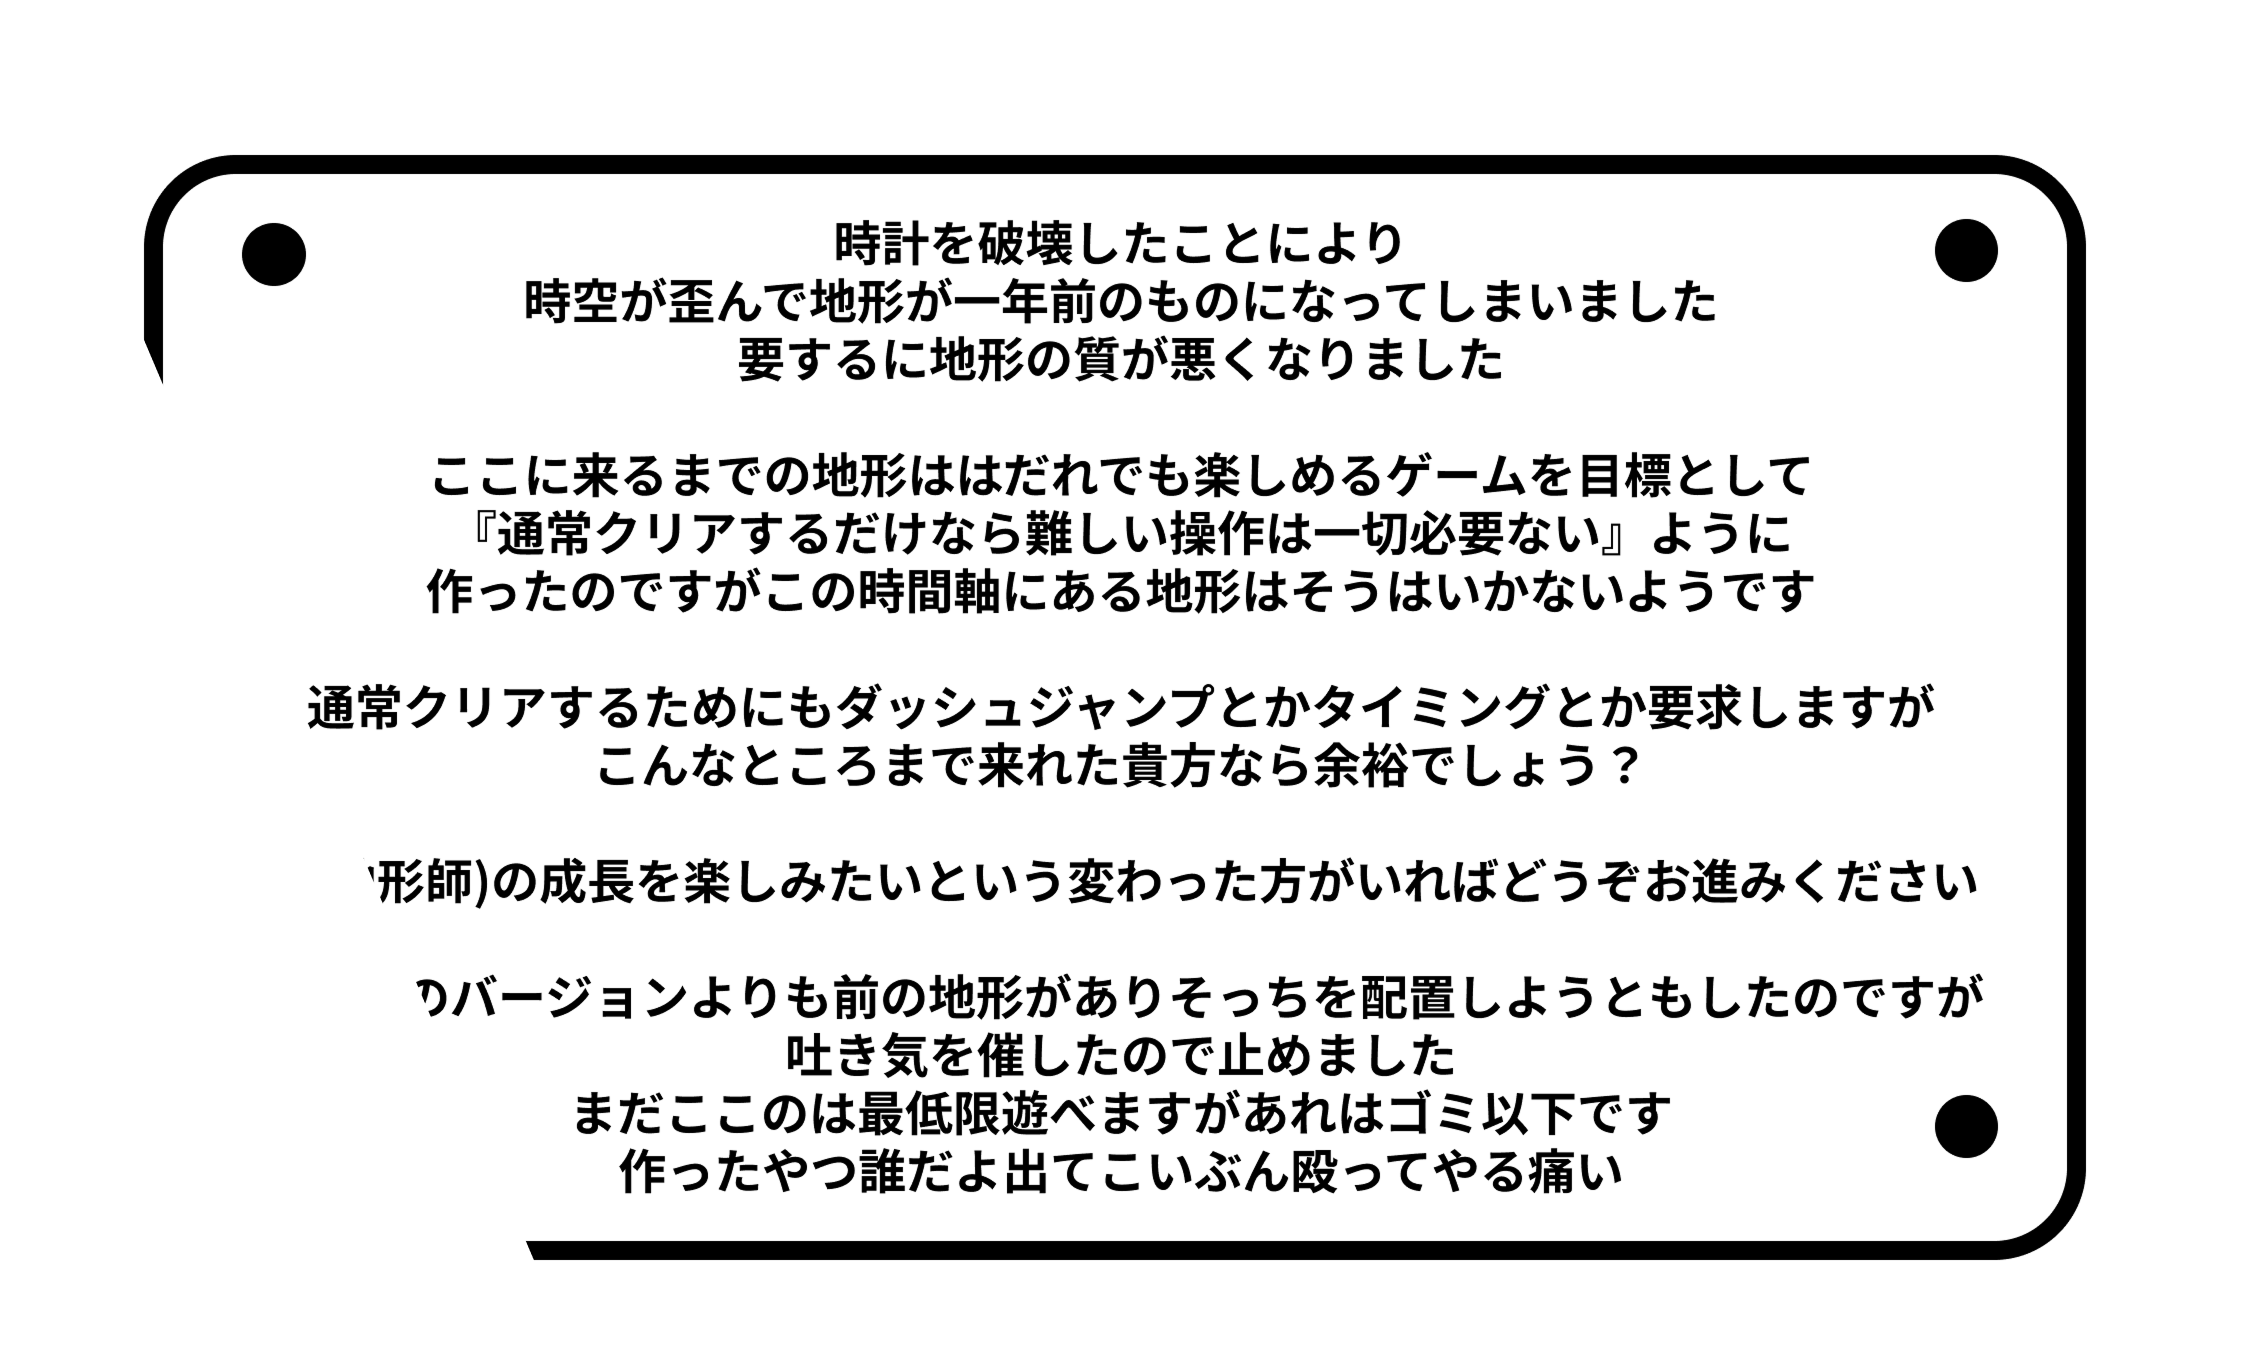 時計を破壊したことにより
時空が歪んで地形が一年前のものになってしまいました
要するに地形の質が悪くなりました
ここに来るまでの地形ははだれでも楽しめるゲームを目標として
『通常クリアするだけなら難しい操作は一切必要ない』ように
作ったのですがこの時間軸にある地形はそうはいかないようです
通常クリアするためにもダッシュジャンプとかタイミングとか要求しますが
こんなところまで来れた貴方なら余裕でしょう？
形師)の成長を楽しみたいという変わった方がいればどうぞお進みください
のバージョンよりも前の地形がありそっちを配置しようともしたのですが
吐き気を催したので止めました
まだここのは最低限遊べますがあれはゴミ以下です
作ったやつ誰だよ出てこいぶん殴ってやる痛い